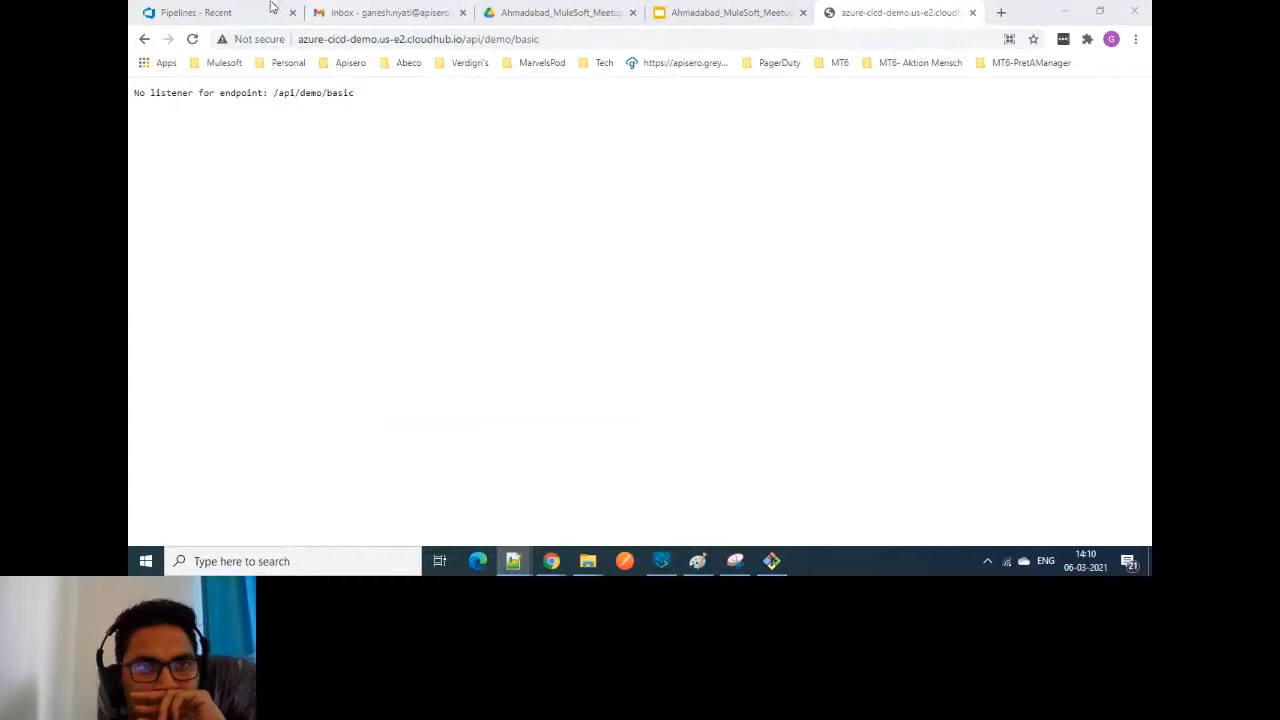 Pipelines - Recent
Inbox - ganesh.nyati@apisero.
Ahmadabad_MuleSoft_Meetup
Ahmadabad_MuleSoft_Meetup
azure-cicd-demo.us-e2.cloudh
Not secure
azure-cicd-demo.us-e2.cloudhub.io/api/demo/basic
G
Apps
Mulesoft
Personal
Apisero
Abeco
Verdigri's
MarvelsPod
Tech
https://apisero.grey...
PagerDuty
MT6
MT6- Aktion Mensch
MT6-PretAManager
No listener for endpoint: /api/demo/basic
Type here to search
ENG
14:10
06-03-2021
21